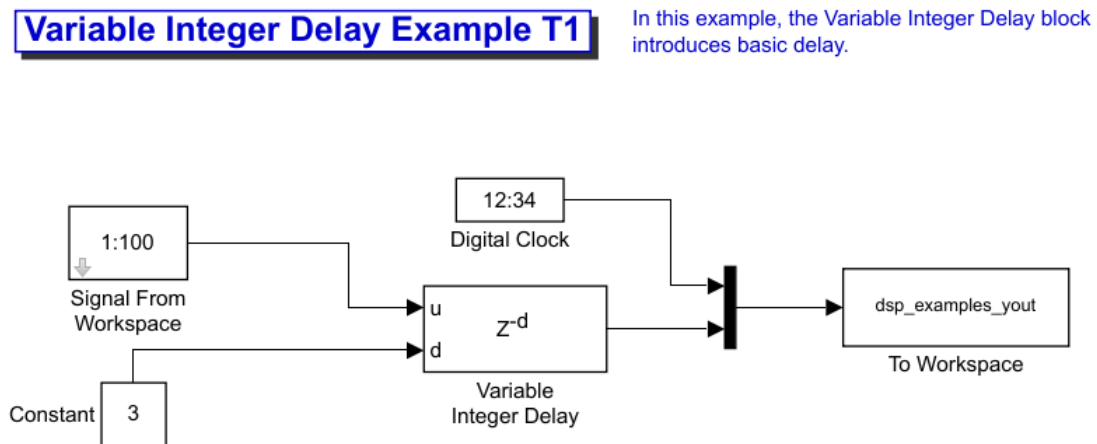 Variable Integer Delay Example T1
In this example, the Variable Integer Delay block
introduces basic delay.
12:34
Digital Clock
1:100
Signal From
Workspace
u
d
Z-d
Variable
Integer Delay
dsp_examples_yout
To Workspace
Constant
3